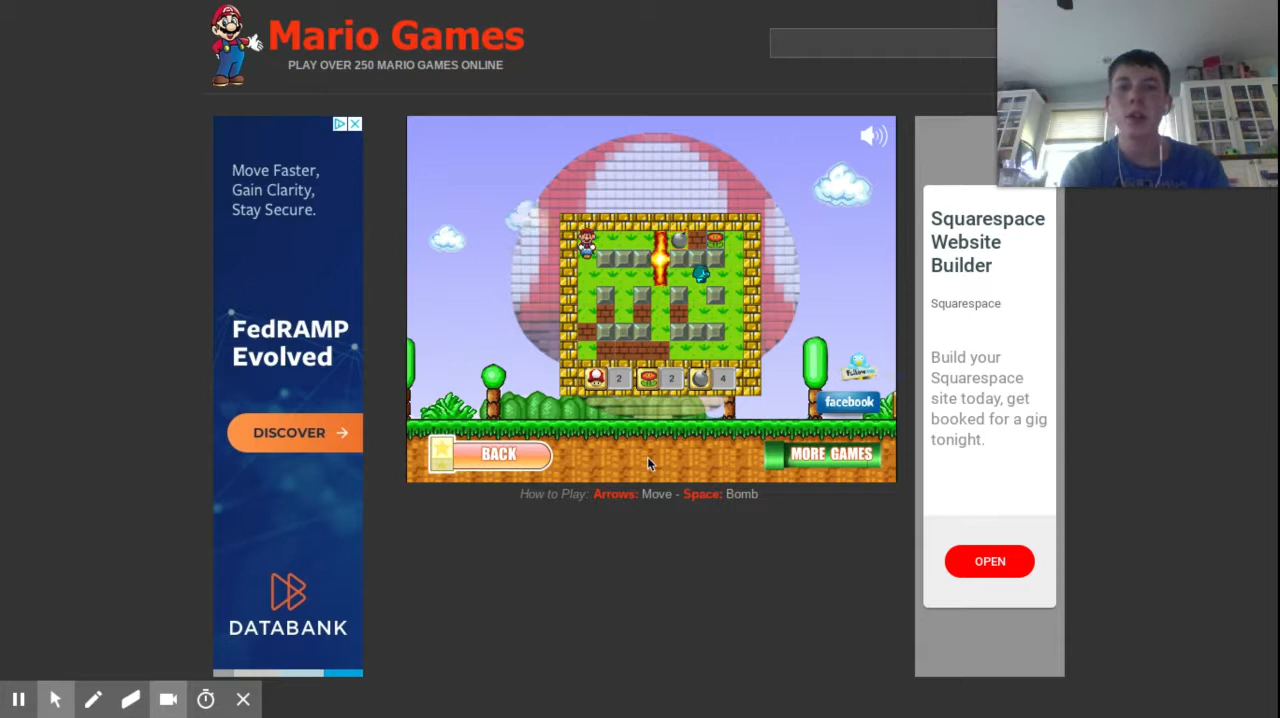 Mario Games
PLAY OVER 250 MARIO GAMES ONLINE
Move Faster,
Gain Clarity,
Stay Secure.
FedRAMP
Evolved
DISCOVER →
DATABANK
2
2
4
Follow me
facebook
BACK
MORE GAMES
How to Play: Arrows: Move - Space: Bomb
Squarespace
Website
Builder
Squarespace
Build your
Squarespace
site today, get
booked for a gig
tonight.
OPEN